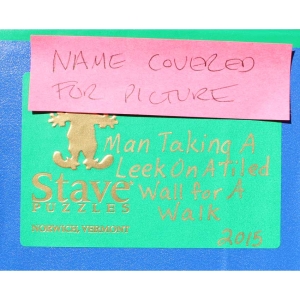 NAME COVERED
FOR PICTURE
Man Taking A
Leek On A Tiled
Wall for A
Walk
2015
Stave
PUZZLES
NORWICH, VERMONT